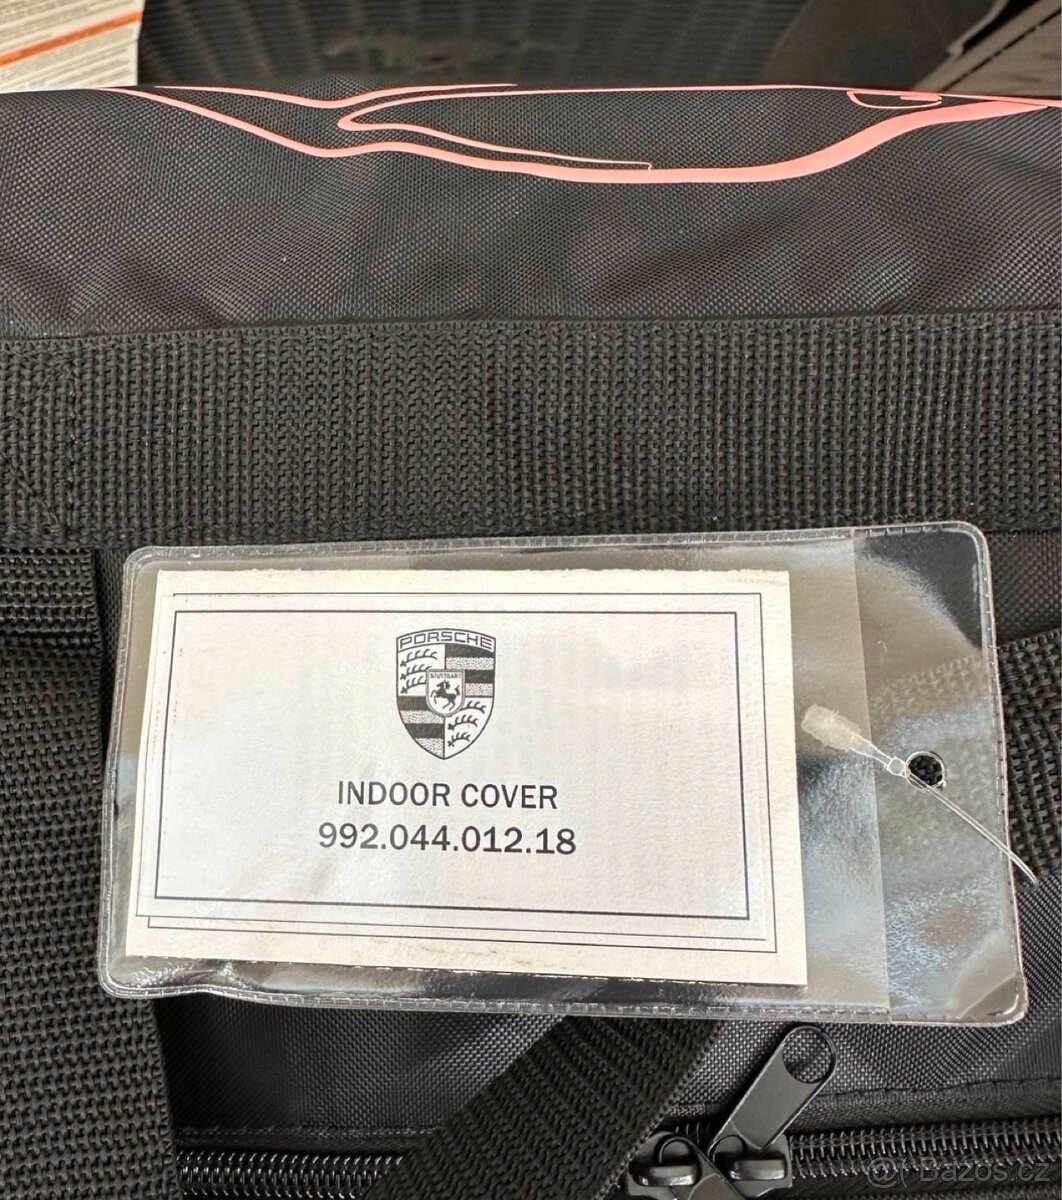 PORSCHE
STUTTGART
INDOOR COVER
992.044.012.18
Bazos.cz